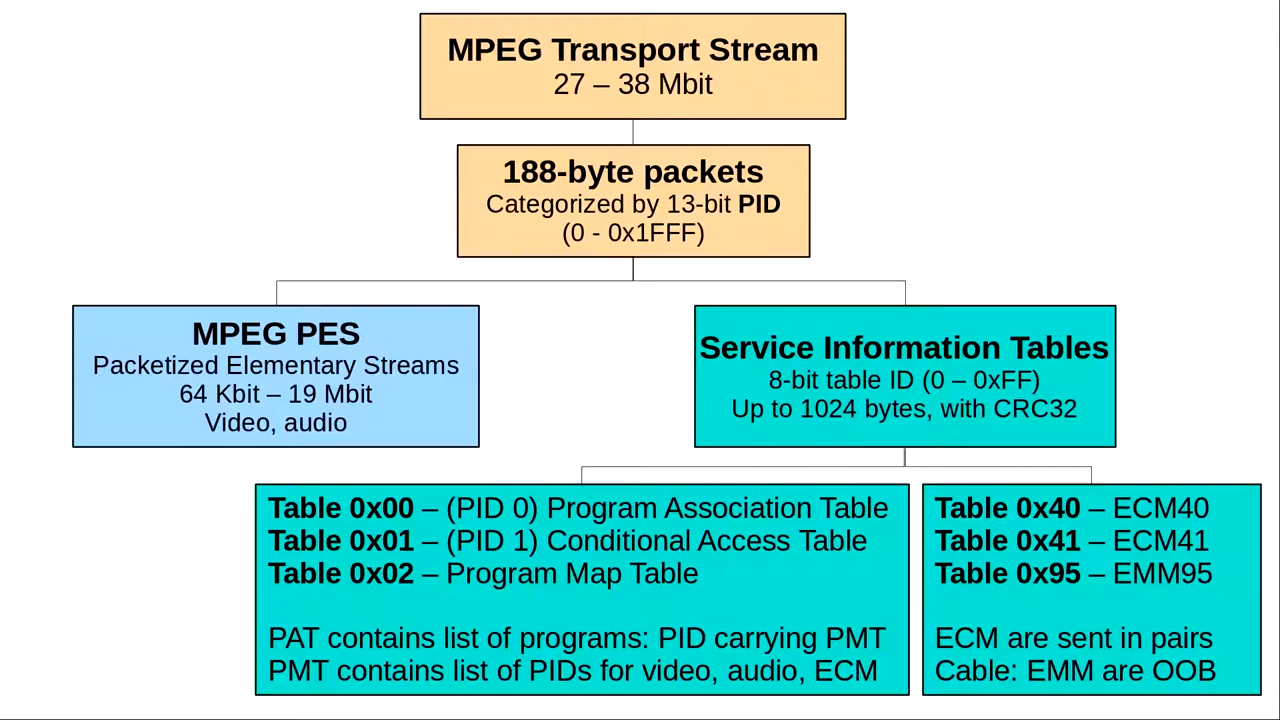 MPEG Transport Stream
27 – 38 Mbit
188-byte packets
Categorized by 13-bit PID
(0 - 0x1FFF)
MPEG PES
Packetized Elementary Streams
64 Kbit – 19 Mbit
Video, audio
Service Information Tables
8-bit table ID (0 – 0xFF)
Up to 1024 bytes, with CRC32
Table 0x00 – (PID 0) Program Association Table
Table 0x01 – (PID 1) Conditional Access Table
Table 0x02 – Program Map Table
PAT contains list of programs: PID carrying PMT
PMT contains list of PIDs for video, audio, ECM
Table 0x40 – ECM40
Table 0x41 – ECM41
Table 0x95 – EMM95
ECM are sent in pairs
Cable: EMM are OOB